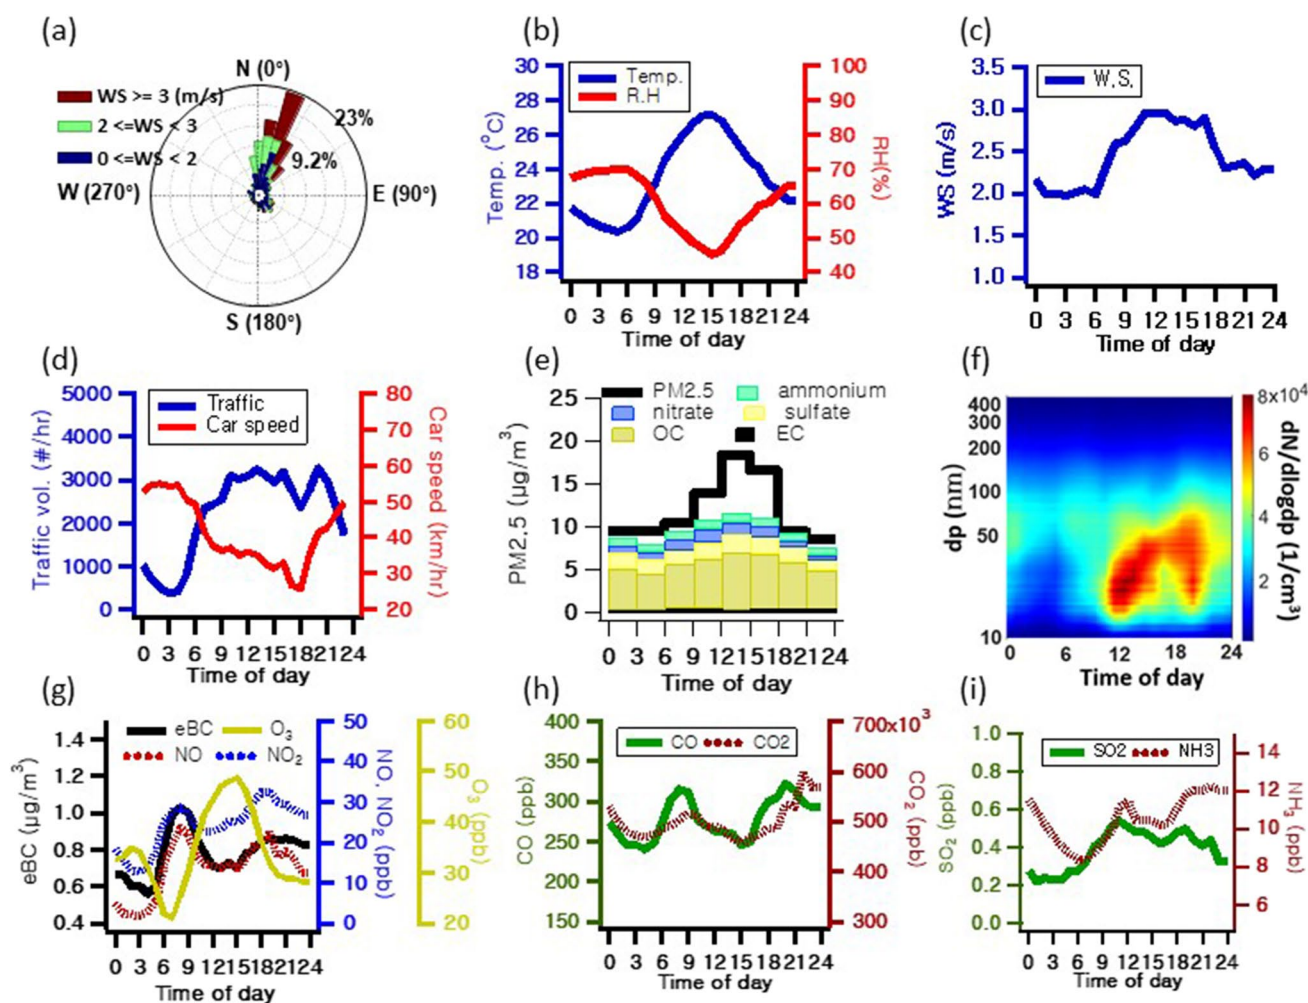 (a)
N (0°)
WS >= 3 (m/s)
2 <=WS < 3
0 <=WS < 2
23%
9.2%
W (270°)
E (90°)
S (180°)
(b)
Temp.
R.H
Temp. (°C)
30
28
26
24
22
20
18
RH(%)
100
90
80
70
60
50
40
0 3 6 9 12 15 18 21 24
Time of day
(c)
W.S.
WS (m/s)
3.5
3.0
2.5
2.0
1.5
1.0
0 3 6 9 12 15 18 21 24
Time of day
(d)
Traffic
Car speed
Traffic vol. (#/hr)
5000
4000
3000
2000
1000
0
Car speed (km/hr)
80
70
60
50
40
30
20
0 3 6 9 12 15 18 21 24
Time of day
(e)
PM2.5 ammonium
nitrate sulfate
OC EC
PM2.5 (µg/m³)
25
20
15
10
5
0
0 3 6 9 12 15 18 21 24
Time of day
(f)
dp (nm)
400
300
200
100
50
10
8x10⁴
6
4
2
dN/dlogdp (1/cm³)
0 6 12 18 24
Time of day
(g)
eBC O₃
NO NO₂
eBC (µg/m³)
1.4
1.2
1.0
0.8
0.6
0.4
NO, NO₂ (ppb)
50
40
30
20
10
0
O₃ (ppb)
60
50
40
30
20
0 3 6 9 12 15 18 21 24
Time of day
(h)
CO CO2
CO (ppb)
400
350
300
250
200
150
CO₂ (ppb)
700x10³
600
500
400
300
0 3 6 9 12 15 18 21 24
Time of day
(i)
SO2 NH3
SO₂ (ppb)
1.0
0.8
0.6
0.4
0.2
0.0
NH₃ (ppb)
14
12
10
8
6
0 3 6 9 12 15 18 21 24
Time of day